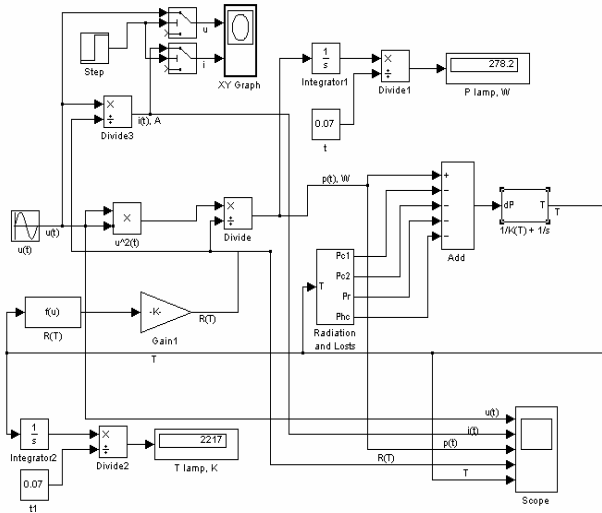 Step
u
i
XY Graph
1
s
Integrator1
×
÷
Divide1
278.2
P lamp, W
0.07
t
×
÷
Divide3
i(t), A
p(t), W
+
−
−
−
−
Add
dP T
1/K(T) + 1/s
T
u(t)
u(t)
×
u^2(t)
×
÷
Divide
T
Pc1
Pc2
Pr
Phc
Radiation
and Losts
f(u)
R(T)
-K-
Gain1
R(T)
T
1
s
Integrator2
×
÷
Divide2
2217
T lamp, K
0.07
t1
u(t)
i(t)
p(t)
R(T)
T
Scope